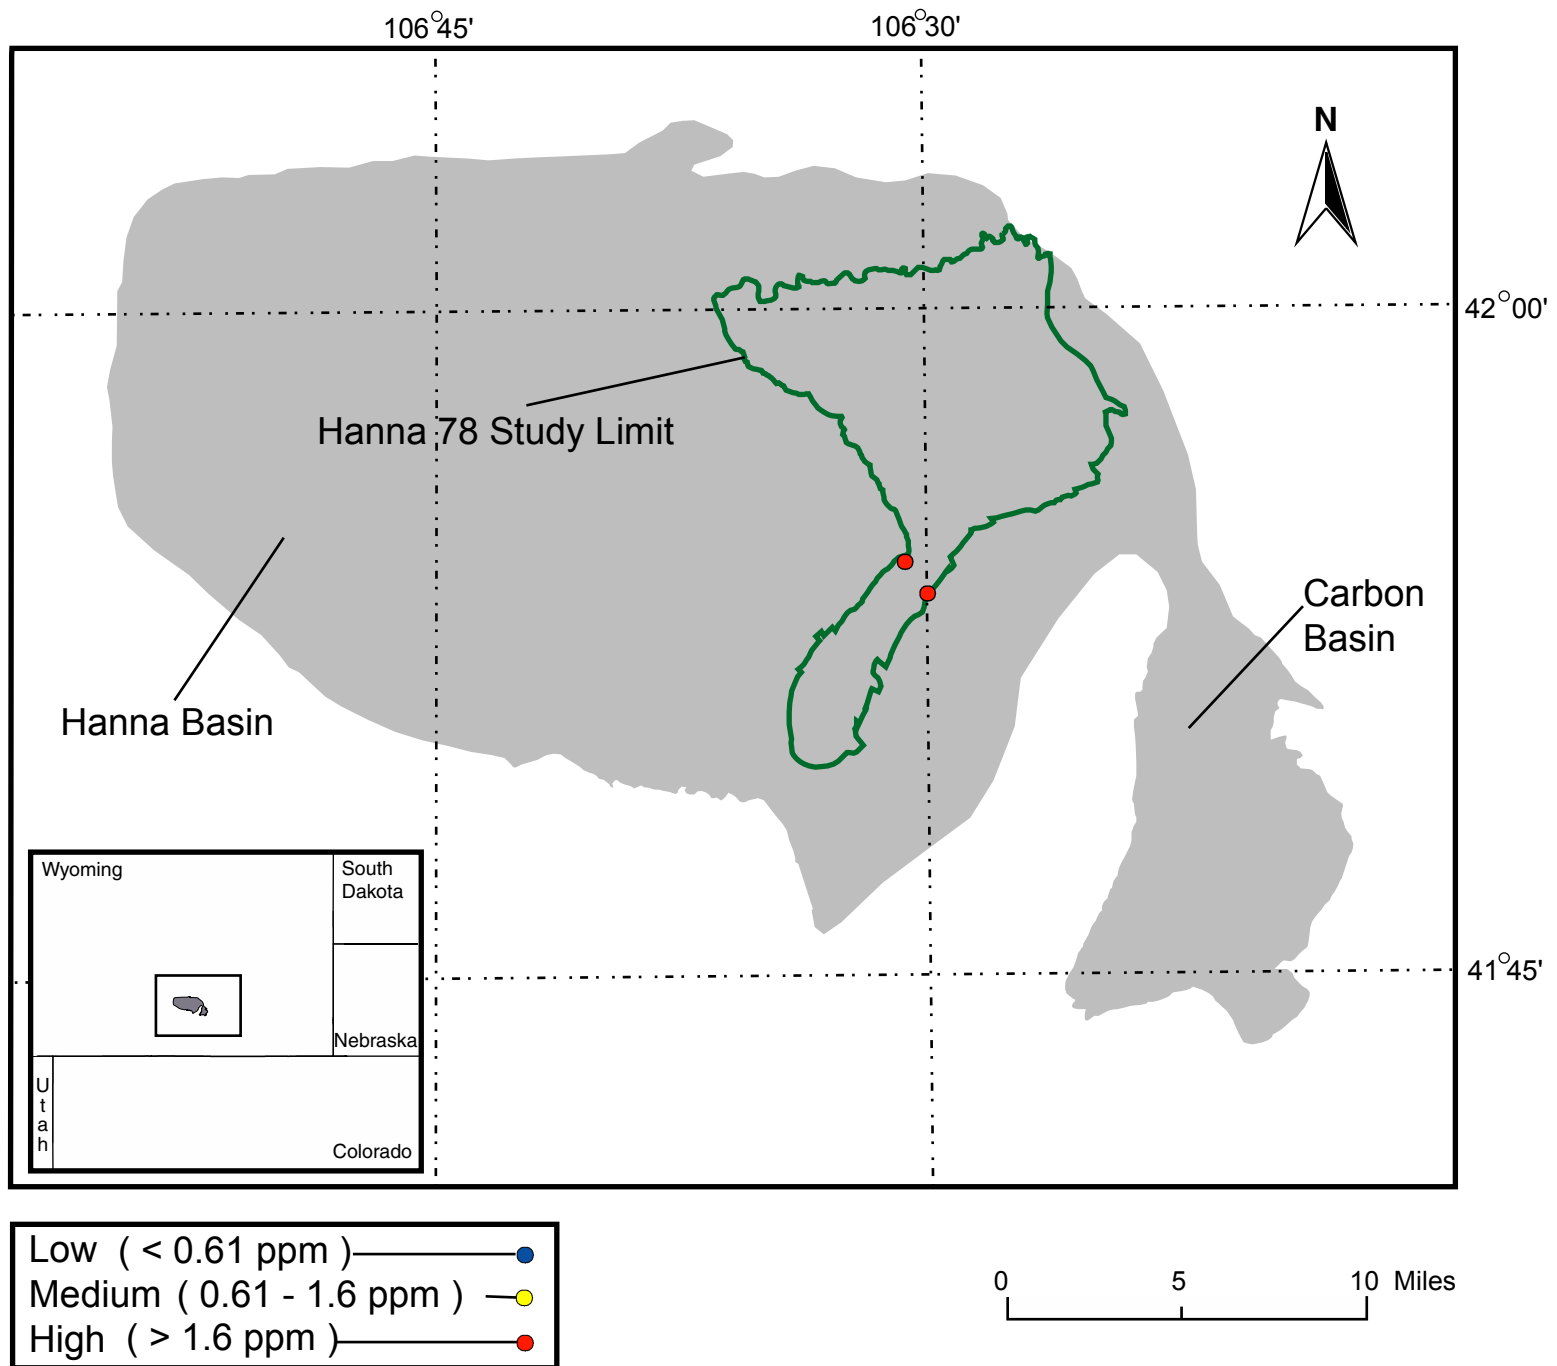 106°45'
106°30'
N
42°00'
Hanna 78 Study Limit
Carbon
Basin
Hanna Basin
Wyoming
South
Dakota
41°45'
Nebraska
Utah
Colorado
Low ( < 0.61 ppm )
Medium ( 0.61 - 1.6 ppm )
High ( > 1.6 ppm )
0 5 10 Miles